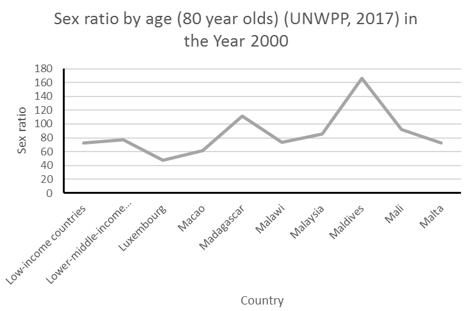 Sex ratio by age (80 year olds) (UNWPP, 2017) in
the Year 2000
180
160
140
120
100
80
60
40
20
0
Sex ratio
Low-income countries
Lower-middle-income...
Luxembourg
Macao
Madagascar
Malawi
Malaysia
Maldives
Mali
Malta
Country